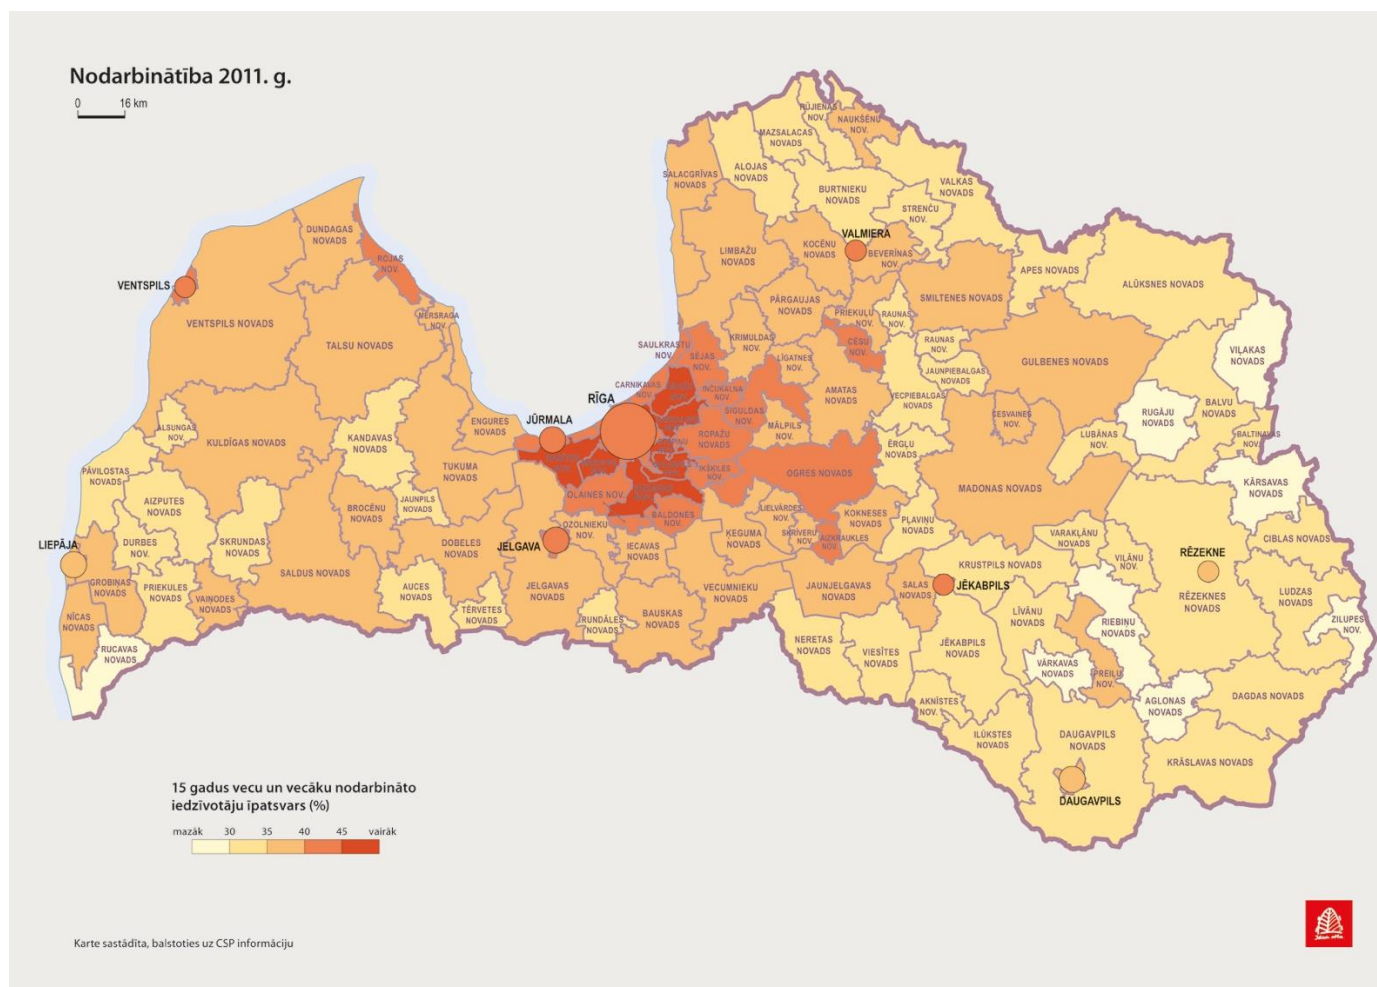 Nodarbinātība 2011. g.
0 16 km
RŪJIENAS
NOV.
NAUKŠĒNU
NOV.
MAZSALACAS
NOVADS
ALOJAS
NOVADS
SALACGRĪVAS
NOVADS
BURTNIEKU
NOVADS
VALKAS
NOVADS
STRENČU
NOV.
DUNDAGAS
NOVADS
ROJAS
NOV.
VALMIERA
KOCĒNU
NOVADS
BEVERĪNAS
NOV.
LIMBAŽU
NOVADS
APES NOVADS
ALŪKSNES NOVADS
VENTSPILS
VENTSPILS NOVADS
MĒRSRAGA
NOV.
TALSU NOVADS
PĀRGAUJAS
NOVADS
SMILTENES NOVADS
PRIEKUĻU
NOV.
RAUNAS
NOV.
CĒSU
NOV.
KRIMULDAS
NOV.
SAULKRASTU
NOV.
SĒJAS
NOV.
LĪGATNES
NOV.
RAUNAS
NOV.
JAUNPIEBALGAS
NOVADS
GULBENES NOVADS
VIĻAKAS
NOVADS
CARNIKAVAS
NOV.
INČUKALNA
NOV.
SIGULDAS
NOV.
AMATAS
NOVADS
VECPIEBALGAS
NOVADS
CESVAINES
NOV.
RUGĀJU
NOVADS
BALVU
NOVADS
BALTINAVAS
NOV.
LUBĀNAS
NOV.
RĪGA
JŪRMALA
ENGURES
NOVADS
ROPAŽU
NOVADS
MĀLPILS
NOV.
ĒRGĻU
NOVADS
ALSUNGAS
NOV.
KULDĪGAS NOVADS
KANDAVAS
NOVADS
TUKUMA
NOVADS
IKŠĶILES
NOV.
OGRES NOVADS
MADONAS NOVADS
KĀRSAVAS
NOVADS
PĀVILOSTAS
NOVADS
AIZPUTES
NOVADS
BROCĒNU
NOVADS
JAUNPILS
NOVADS
OLAINES NOV.
BALDONES
NOV.
LIELVĀRDES
NOV.
KOKNESES
NOVADS
PĻAVIŅU
NOVADS
VARAKĻĀNU
NOVADS
VIĻĀNU
NOV.
CIBLAS NOVADS
DURBES
NOV.
SKRUNDAS
NOVADS
SALDUS NOVADS
DOBELES
NOVADS
OZOLNIEKU
NOV.
JELGAVA
IECAVAS
NOVADS
ĶEGUMA
NOVADS
SKRĪVERU
NOV.
AIZKRAUKLES
NOV.
KRUSTPILS NOVADS
RĒZEKNE
RĒZEKNES
NOVADS
LUDZAS
NOVADS
LIEPĀJA
GROBIŅAS
NOVADS
PRIEKULES
NOVADS
VAIŅODES
NOVADS
AUCES
NOVADS
TĒRVETES
NOVADS
JELGAVAS
NOVADS
RUNDĀLES
NOVADS
BAUSKAS
NOVADS
VECUMNIEKU
NOVADS
JAUNJELGAVAS
NOVADS
SALAS
NOVADS
JĒKABPILS
LĪVĀNU
NOVADS
RIEBIŅU
NOVADS
ZILUPES
NOV.
NĪCAS
NOVADS
RUCAVAS
NOVADS
NERETAS
NOVADS
VIESĪTES
NOVADS
JĒKABPILS
NOVADS
VĀRKAVAS
NOVADS
PREIĻU
NOV.
AGLONAS
NOVADS
DAGDAS NOVADS
AKNĪSTES
NOV.
ILŪKSTES
NOVADS
DAUGAVPILS
NOVADS
KRĀSLAVAS NOVADS
DAUGAVPILS
15 gadus vecu un vecāku nodarbināto
iedzīvotāju īpatsvars (%)
mazāk 30 35 40 45 vairāk
Karte sastādīta, balstoties uz CSP informāciju